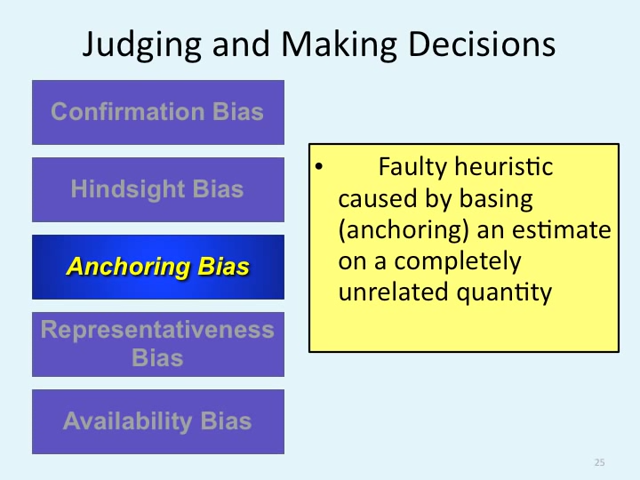 Judging and Making Decisions
Confirmation Bias
Hindsight Bias
Anchoring Bias
Representativeness
Bias
Availability Bias
• Faulty heuristic
caused by basing
(anchoring) an estimate
on a completely
unrelated quantity
25